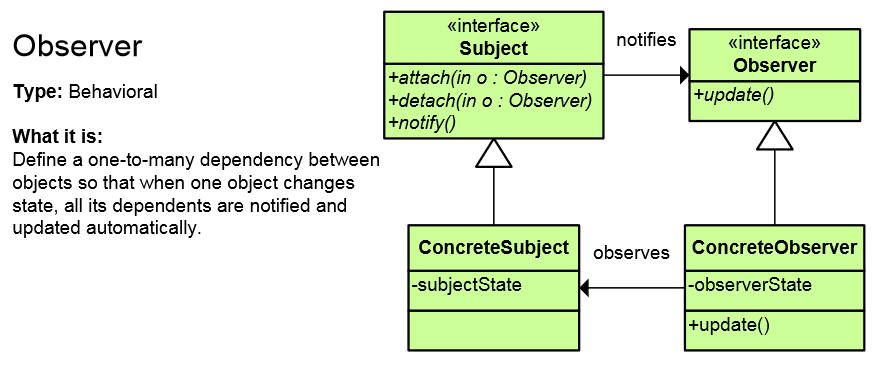 Observer
Type: Behavioral
What it is:
Define a one-to-many dependency between
objects so that when one object changes
state, all its dependents are notified and
updated automatically.
«interface»
Subject
+attach(in o : Observer)
+detach(in o : Observer)
+notify()
notifies
«interface»
Observer
+update()
ConcreteSubject
-subjectState
observes
ConcreteObserver
-observerState
+update()